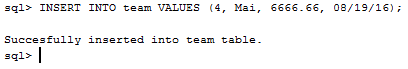 sql> INSERT INTO team VALUES (4, Mai, 6666.66, 08/19/16);
Succesfully inserted into team table.
sql>